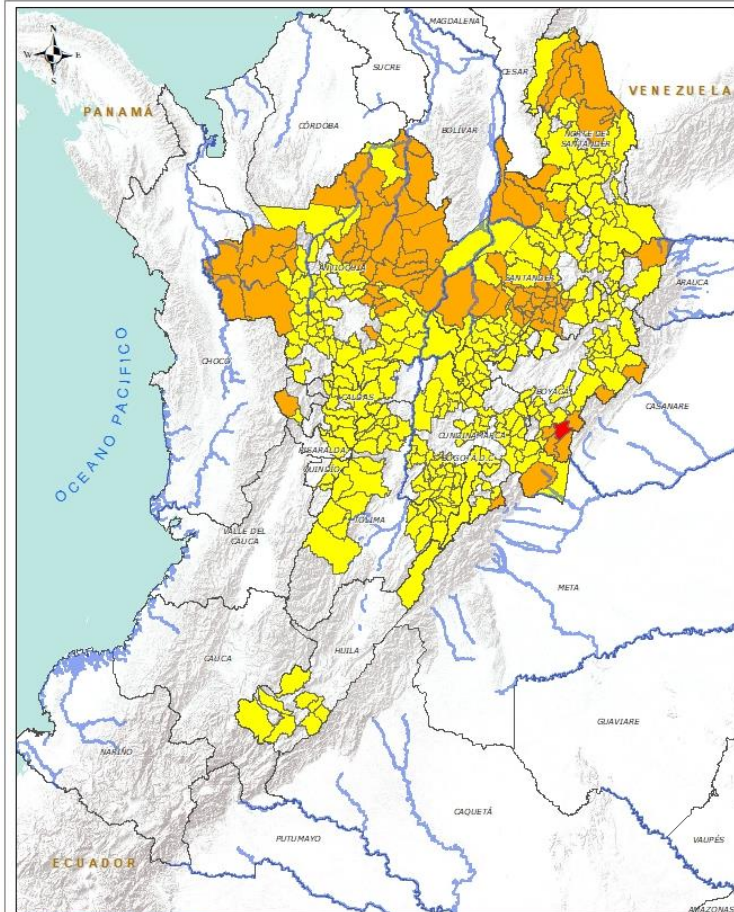 MAGDALENA
N
W E
S
SUCRE
CESAR
VENEZUELA
PANAMÁ
CÓRDOBA
BOLÍVAR
NORTE DE
SANTANDER
ANTIOQUIA
SANTANDER
ARAUCA
CHOCÓ
OCEANO PACIFICO
CALDAS
BOYACÁ
CASANARE
CUNDINAMARCA
RISARALDA
BOGOTÁ D.C.
QUINDÍO
TOLIMA
VALLE DEL
CAUCA
META
CAUCA
HUILA
GUAVIARE
NARIÑO
CAQUETÁ
PUTUMAYO
VAUPÉS
ECUADOR
AMAZONAS